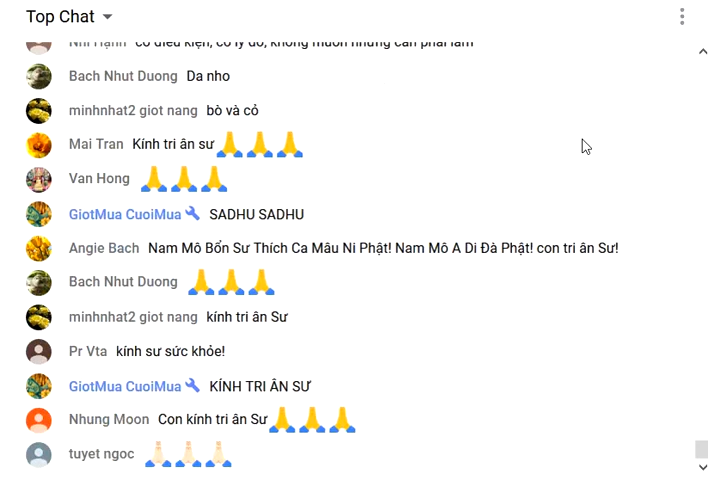 Top Chat
Nhi Hạnh có điều kiện, có lý do, không muốn nhưng cần phải làm
Bach Nhut Duong Da nho
minhnhat2 giot nang bò và cỏ
Mai Tran Kính tri ân sư 🙏 🙏 🙏
Van Hong 🙏 🙏 🙏
GiotMua CuoiMua SADHU SADHU
Angie Bach Nam Mô Bổn Sư Thích Ca Mâu Ni Phật! Nam Mô A Di Đà Phật! con tri ân Sư!
Bach Nhut Duong 🙏 🙏 🙏
minhnhat2 giot nang kính tri ân Sư
Pr Vta kính sư sức khỏe!
GiotMua CuoiMua KÍNH TRI ÂN SƯ
Nhung Moon Con kính tri ân Sư 🙏 🙏 🙏
tuyet ngoc 🙏🏻 🙏🏻 🙏🏻